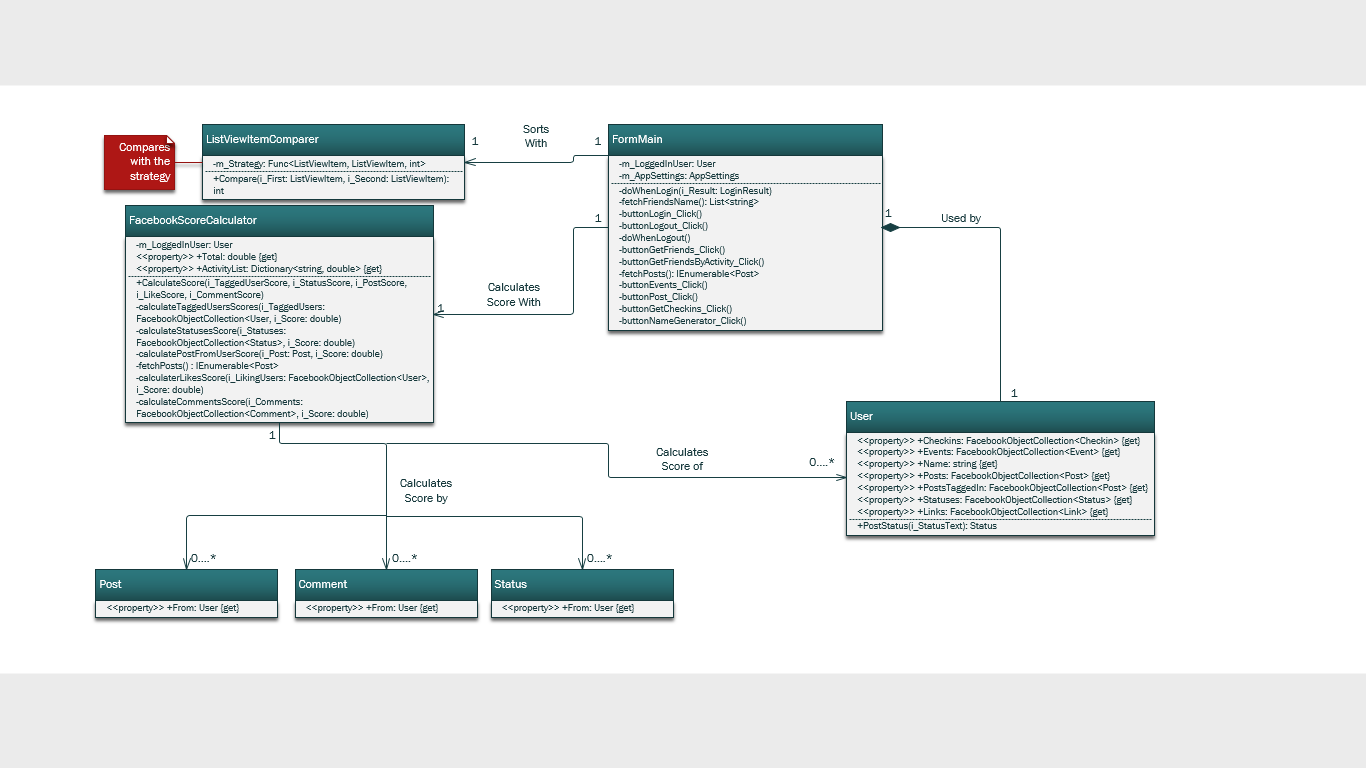 Compares
with the
strategy
ListViewItemComparer
-m_Strategy: Func<ListViewItem, ListViewItem, int>
+Compare(i_First: ListViewItem, i_Second: ListViewItem):
int
1
Sorts
With
1
FormMain
-m_LoggedInUser: User
-m_AppSettings: AppSettings
-doWhenLogin(i_Result: LoginResult)
-fetchFriendsName(): List<string>
-buttonLogin_Click()
-buttonLogout_Click()
-doWhenLogout()
-buttonGetFriends_Click()
-buttonGetFriendsByActivity_Click()
-fetchPosts(): IEnumerable<Post>
-buttonEvents_Click()
-buttonPost_Click()
-buttonGetCheckins_Click()
-buttonNameGenerator_Click()
1
Used by
1
FacebookScoreCalculator
-m_LoggedInUser: User
<<property>> +Total: double {get}
<<property>> +ActivityList: Dictionary<string, double> {get}
+CalculateScore(i_TaggedUserScore, i_StatusScore, i_PostScore,
i_LikeScore, i_CommentScore)
-calculateTaggedUsersScores(i_TaggedUsers:
FacebookObjectCollection<User, i_Score: double)
-calculateStatusesScore(i_Statuses:
FacebookObjectCollection<Status>, i_Score: double)
-calculatePostFromUserScore(i_Post: Post, i_Score: double)
-fetchPosts() : IEnumerable<Post>
-calculaterLikesScore(i_LikingUsers: FacebookObjectCollection<User>,
i_Score: double)
-calculateCommentsScore(i_Comments:
FacebookObjectCollection<Comment>, i_Score: double)
1
Calculates
Score With
1
User
<<property>> +Checkins: FacebookObjectCollection<Checkin> {get}
<<property>> +Events: FacebookObjectCollection<Event> {get}
<<property>> +Name: string {get}
<<property>> +Posts: FacebookObjectCollection<Post> {get}
<<property>> +PostsTaggedIn: FacebookObjectCollection<Post> {get}
<<property>> +Statuses: FacebookObjectCollection<Status> {get}
<<property>> +Links: FacebookObjectCollection<Link> {get}
+PostStatus(i_StatusText): Status
1
Calculates
Score of
0....*
Calculates
Score by
0....*
0....*
0....*
Post
<<property>> +From: User {get}
Comment
<<property>> +From: User {get}
Status
<<property>> +From: User {get}